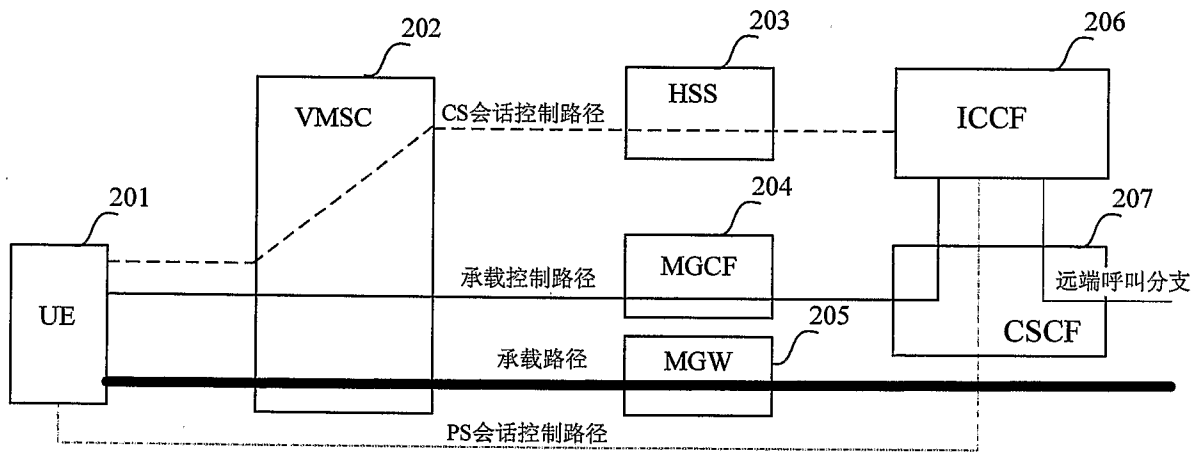 202
203
206
VMSC
HSS
ICCF
CS会话控制路径
201
204
207
UE
MGCF
承载控制路径
远端呼叫分支
CSCF
205
承载路径
MGW
PS会话控制路径